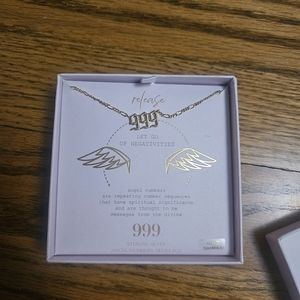 release
999
LET GO
OF NEGATIVITIES
angel numbers
are repeating number sequences
that have spiritual significance
and are thought to be
messages from the divine
999